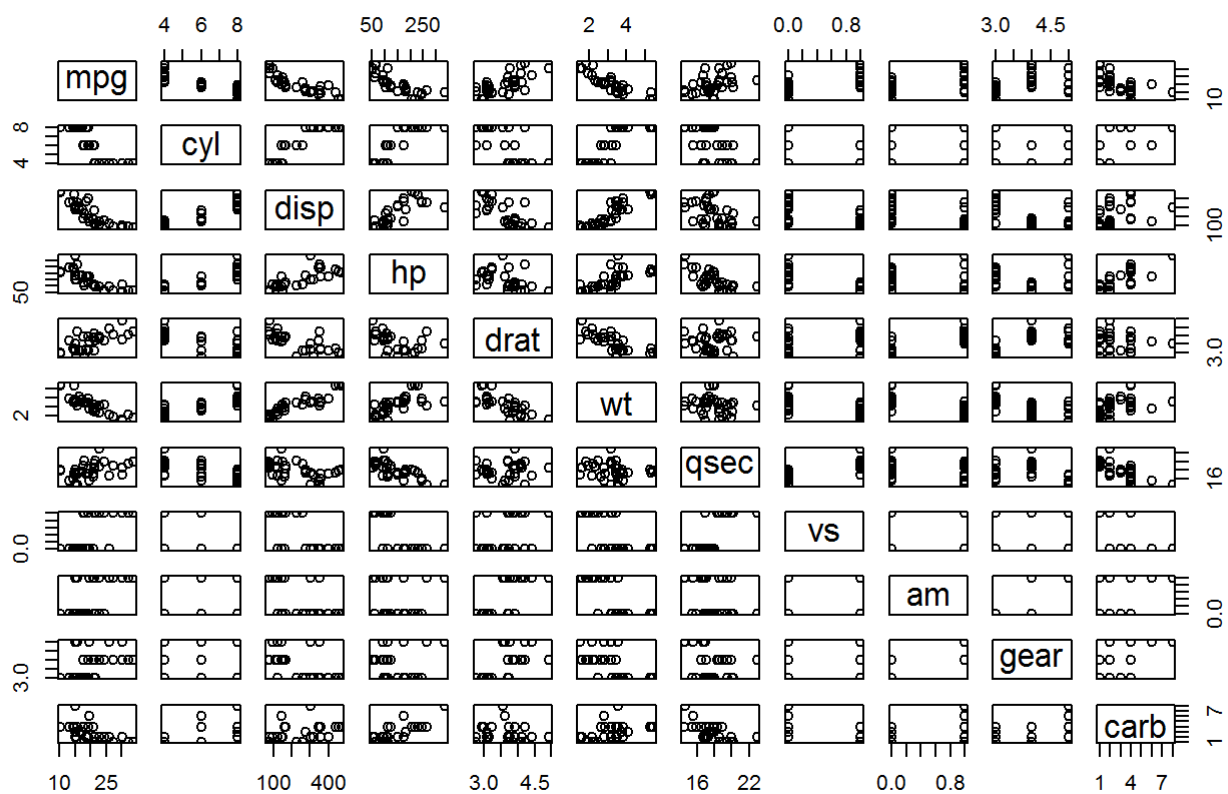 4 6 8 50 250 2 4 0.0 0.8 3.0 4.5
mpg 10
8 4 cyl
disp 100
50 hp
drat 3.0
2 wt
qsec 16
0.0 vs
am 0.0
3.0 gear
carb 7 1
10 25 100 400 3.0 4.5 16 22 0.0 0.8 1 4 7